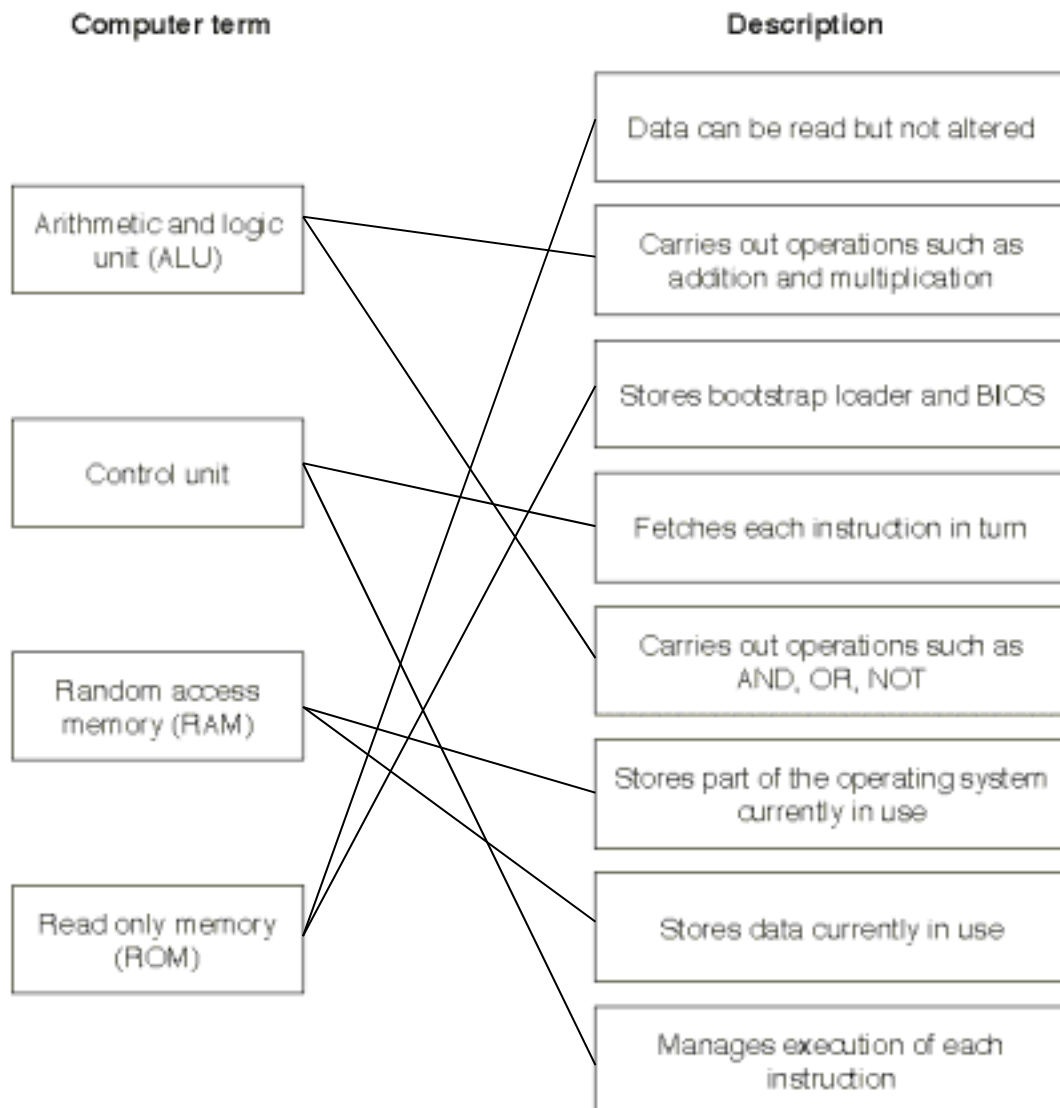 Computer term
Description
Data can be read but not altered
Arithmetic and logic
unit (ALU)
Carries out operations such as
addition and multiplication
Stores bootstrap loader and BIOS
Control unit
Fetches each instruction in turn
Carries out operations such as
AND, OR, NOT
Random access
memory (RAM)
Stores part of the operating system
currently in use
Read only memory
(ROM)
Stores data currently in use
Manages execution of each
instruction